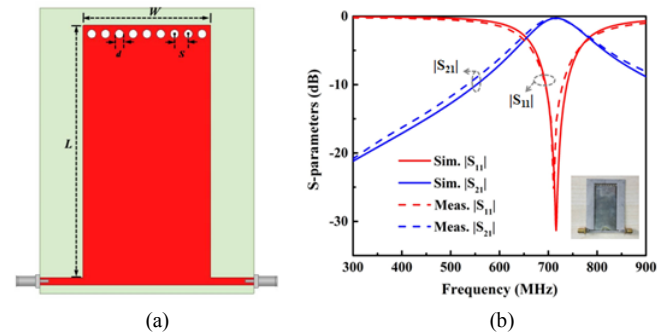 (a)
W
d
S
L
(b)
S-parameters (dB)
0
-10
-20
-30
|S21|
|S11|
Sim. |S11|
Sim. |S21|
Meas. |S11|
Meas. |S21|
300 400 500 600 700 800 900
Frequency (MHz)
(a)
(b)